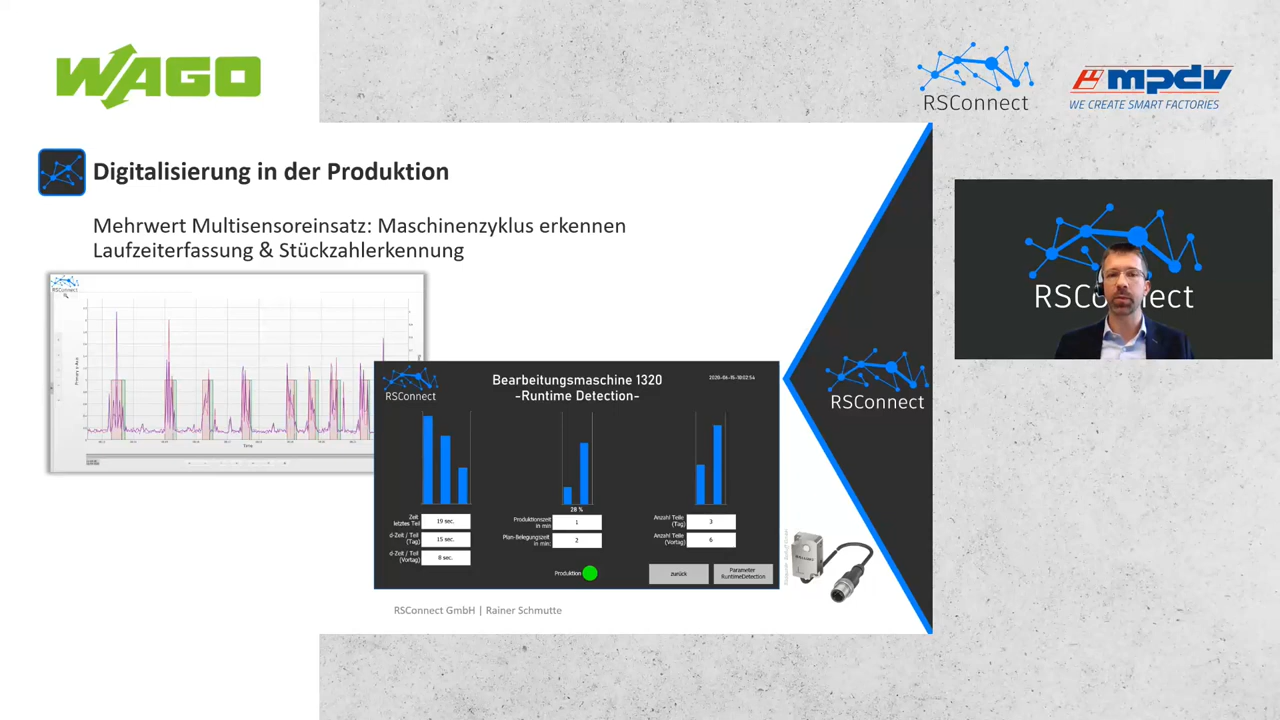 WAGO
RSConnect
mpdv
WE CREATE SMART FACTORIES
Digitalisierung in der Produktion
Mehrwert Multisensoreinsatz: Maschinenzyklus erkennen
Laufzeiterfassung & Stückzahlerkennung
RSConnect
RSConnect
Time
RSConnect
Bearbeitungsmaschine 1320
-Runtime Detection-
28 %
Zeit
letztes Teil
19 sec.
d-Zeit / Teil
(Tag)
15 sec.
d-Zeit / Teil
(Vortag)
8 sec.
Produktionszeit
in min
1
Plan-Belegungszeit
in min:
2
Anzahl Teile
(Tag)
3
Anzahl Teile
(Vortag)
6
Produktion
zurück
Parameter
RuntimeDetection
RSConnect
RSConnect GmbH | Rainer Schmutte